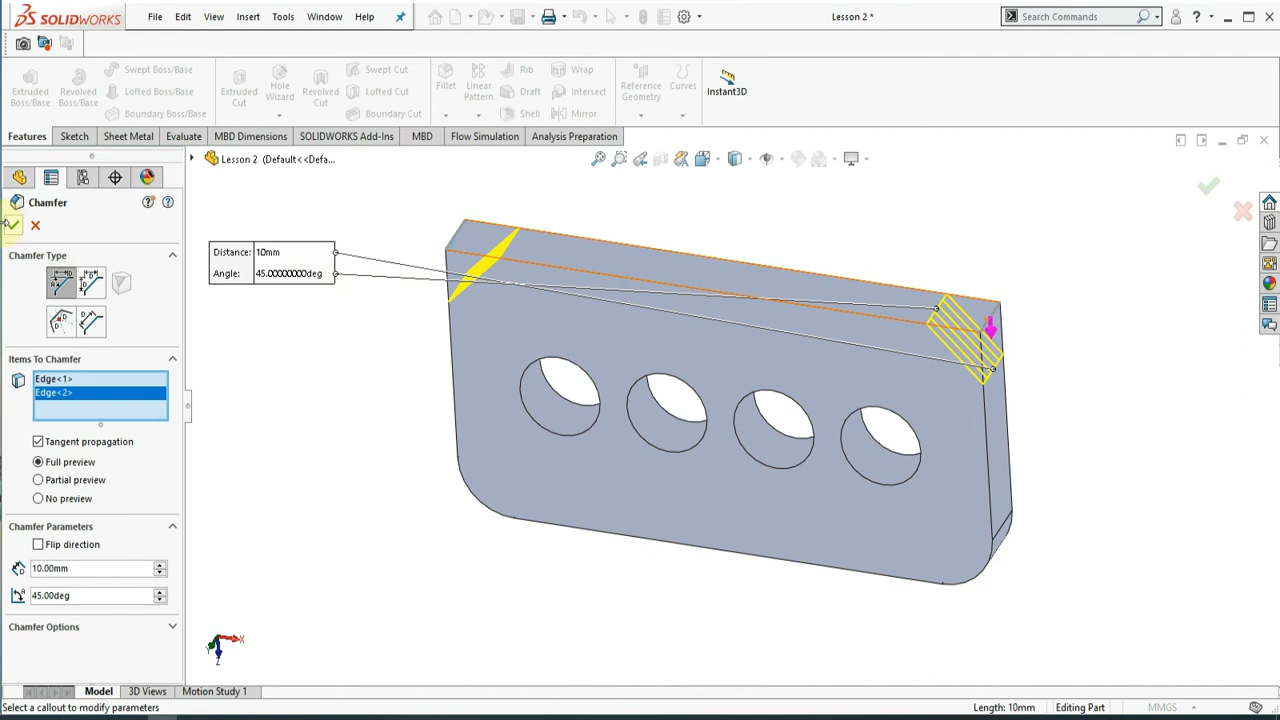 SOLIDWORKS File Edit View Insert Tools Window Help Lesson 2 * Search Commands
Extruded Boss/Base
Revolved Boss/Base
Swept Boss/Base
Lofted Boss/Base
Boundary Boss/Base
Extruded Cut
Hole Wizard
Revolved Cut
Swept Cut
Lofted Cut
Boundary Cut
Fillet
Linear Pattern
Rib
Draft
Shell
Wrap
Intersect
Mirror
Reference Geometry
Curves
Instant3D
Features Sketch Sheet Metal Evaluate MBD Dimensions SOLIDWORKS Add-Ins MBD Flow Simulation Analysis Preparation
Lesson 2 (Default<<Defa...
Chamfer
Chamfer Type
Items To Chamfer
Edge<1>
Edge<2>
Tangent propagation
Full preview
Partial preview
No preview
Chamfer Parameters
Flip direction
10.00mm
45.00deg
Chamfer Options
Distance: 10mm
Angle: 45.00000000deg
X
Y
Z
Model 3D Views Motion Study 1
Select a callout to modify parameters Length: 10mm Editing Part MMGS